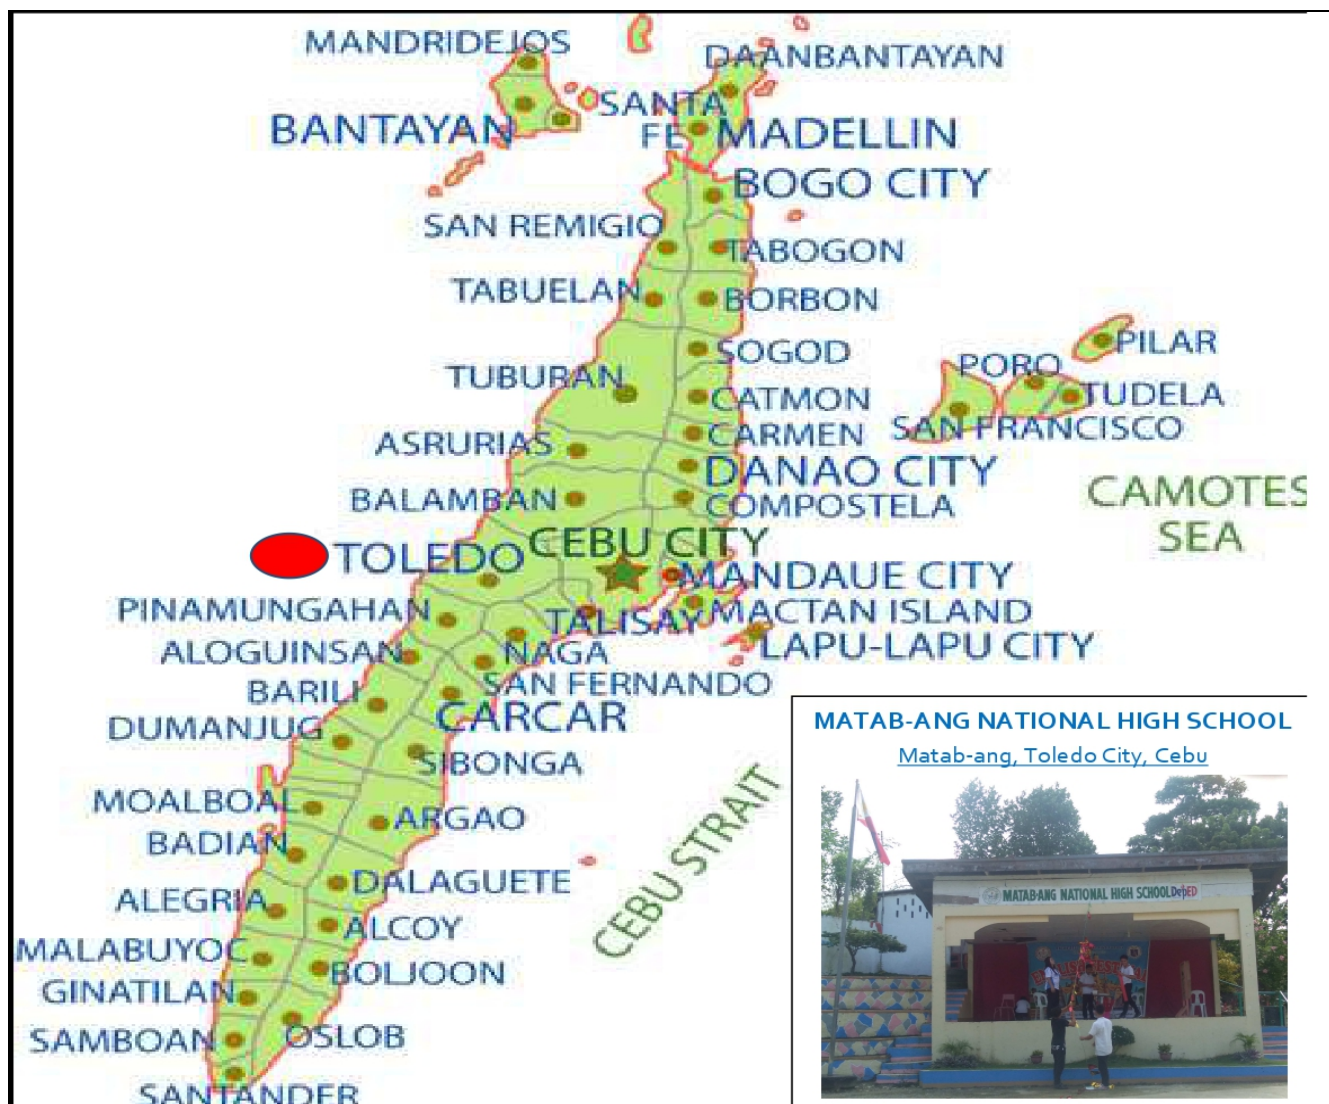 MANDRIDEJOS
DAANBANTAYAN
SANTA
FE
BANTAYAN
MADELLIN
BOGO CITY
SAN REMIGIO
TABOGON
TABUELAN
BORBON
SOGOD
PILAR
PORO
TUBURAN
TUDELA
CATMON
SAN FRANCISCO
CARMEN
ASRURIAS
DANAO CITY
BALAMBAN
COMPOSTELA
CAMOTES
SEA
CEBU CITY
TOLEDO
MANDAUE CITY
PINAMUNGAHAN
MACTAN ISLAND
TALISAY
LAPU-LAPU CITY
ALOGUINSAN
NAGA
BARILI
SAN FERNANDO
CARCAR
DUMANJUG
SIBONGA
MOALBOAL
ARGAO
BADIAN
CEBU STRAIT
DALAGUETE
ALEGRIA
ALCOY
MALABUYOC
BOLJOON
GINATILAN
OSLOB
SAMBOAN
SANTANDER
MATAB-ANG NATIONAL HIGH SCHOOL
Matab-ang, Toledo City, Cebu
MATAB-ANG NATIONAL HIGH SCHOOL DepED